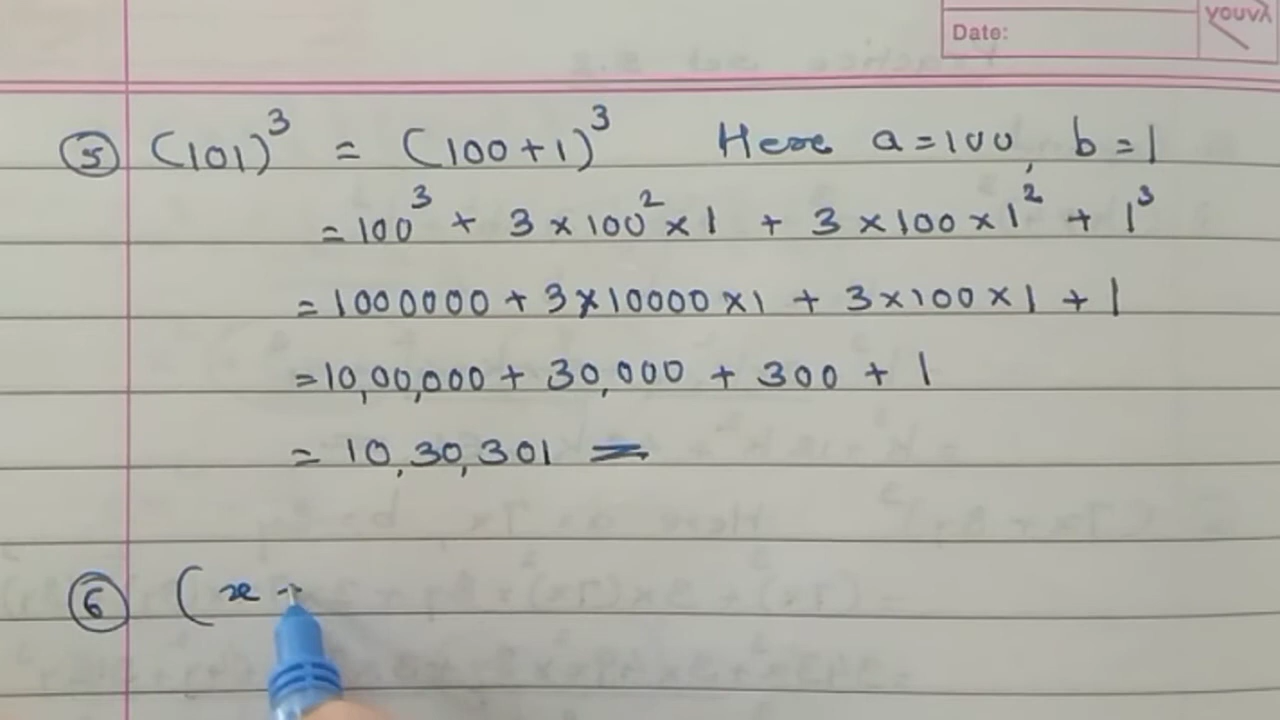 youva
Date:
(5) (101)³ = (100+1)³ Here a=100, b=1
= 100³ + 3×100²×1 + 3×100×1² + 1³
= 1000000 + 3×10000×1 + 3×100×1 + 1
= 10,00,000 + 30,000 + 300 + 1
= 10,30,301
(6) (x